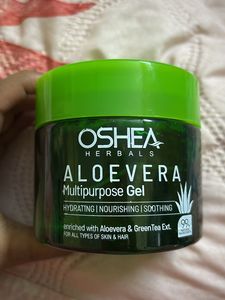 OSHEA
HERBALS
ALOEVERA
Multipurpose Gel
HYDRATING | NOURISHING | SOOTHING
enriched with Aloevera & GreenTea Ext.
FOR ALL TYPES OF SKIN & HAIR
99%